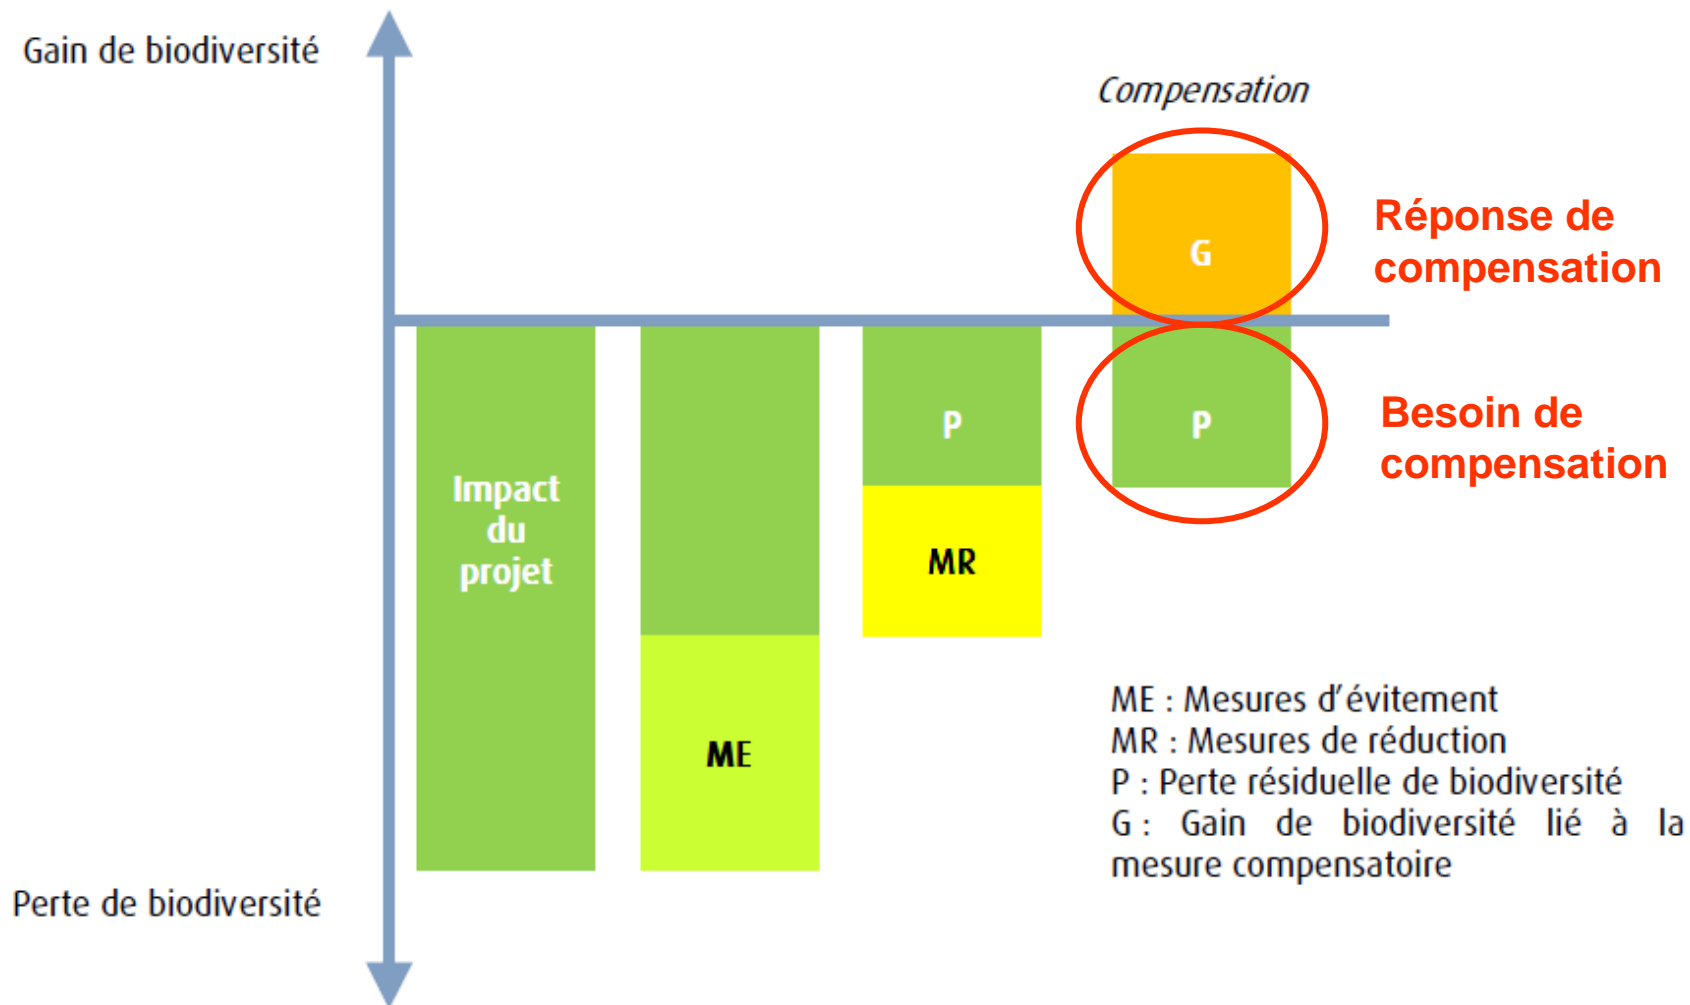 Gain de biodiversité
Compensation
G
Réponse de
compensation
P
P
Besoin de
compensation
Impact
du
projet
MR
ME
ME : Mesures d'évitement
MR : Mesures de réduction
P : Perte résiduelle de biodiversité
G : Gain de biodiversité lié à la
mesure compensatoire
Perte de biodiversité